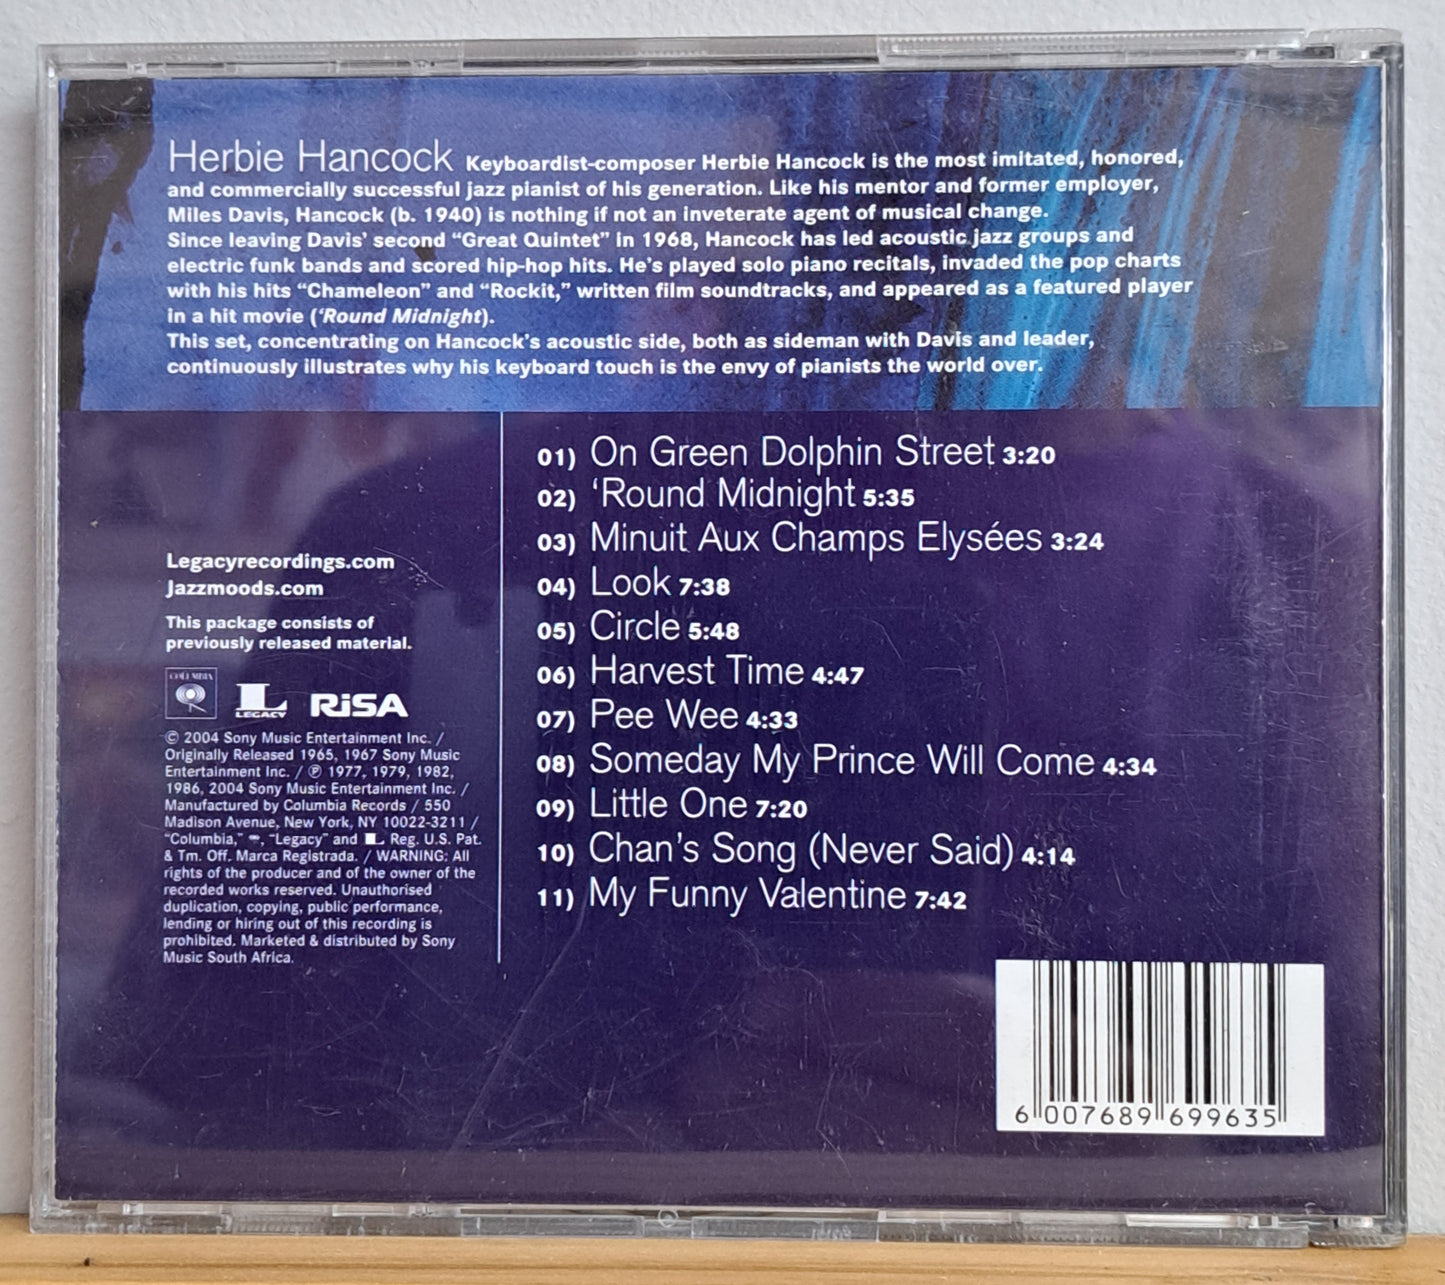 Herbie Hancock Keyboardist-composer Herbie Hancock is the most imitated, honored,
and commercially successful jazz pianist of his generation. Like his mentor and former employer,
Miles Davis, Hancock (b. 1940) is nothing if not an inveterate agent of musical change.
Since leaving Davis' second “Great Quintet” in 1968, Hancock has led acoustic jazz groups and
electric funk bands and scored hip-hop hits. He's played solo piano recitals, invaded the pop charts
with his hits “Chameleon” and “Rockit,” written film soundtracks, and appeared as a featured player
in a hit movie (‘Round Midnight).
This set, concentrating on Hancock's acoustic side, both as sideman with Davis and leader,
continuously illustrates why his keyboard touch is the envy of pianists the world over.
01) On Green Dolphin Street 3:20
02) ‘Round Midnight 5:35
03) Minuit Aux Champs Elysées 3:24
04) Look 7:38
05) Circle 5:48
06) Harvest Time 4:47
07) Pee Wee 4:33
08) Someday My Prince Will Come 4:34
09) Little One 7:20
10) Chan's Song (Never Said) 4:14
11) My Funny Valentine 7:42
Legacyrecordings.com
Jazzmoods.com
This package consists of
previously released material.
COLUMBIA
L LEGACY
RiSA
© 2004 Sony Music Entertainment Inc. /
Originally Released 1965, 1967 Sony Music
Entertainment Inc. / ℗ 1977, 1979, 1982,
1986, 2004 Sony Music Entertainment Inc. /
Manufactured by Columbia Records / 550
Madison Avenue, New York, NY 10022-3211 /
“Columbia,” “Legacy” and L Reg. U.S. Pat.
& Tm. Off. Marca Registrada. / WARNING: All
rights of the producer and of the owner of the
recorded works reserved. Unauthorised
duplication, copying, public performance,
lending or hiring out of this recording is
prohibited. Marketed & distributed by Sony
Music South Africa.
6 007689 699635